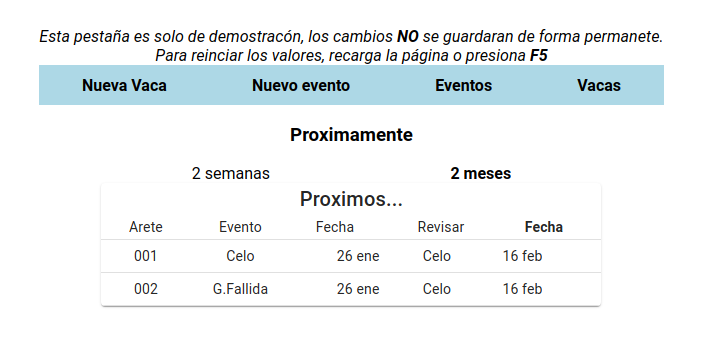 Esta pestaña es solo de demostracón, los cambios NO se guardaran de forma permanete.
Para reinciar los valores, recarga la página o presiona F5
Nueva Vaca Nuevo evento Eventos Vacas
Proximamente
2 semanas 2 meses
Proximos...
Arete Evento Fecha Revisar Fecha
001 Celo 26 ene Celo 16 feb
002 G.Fallida 26 ene Celo 16 feb